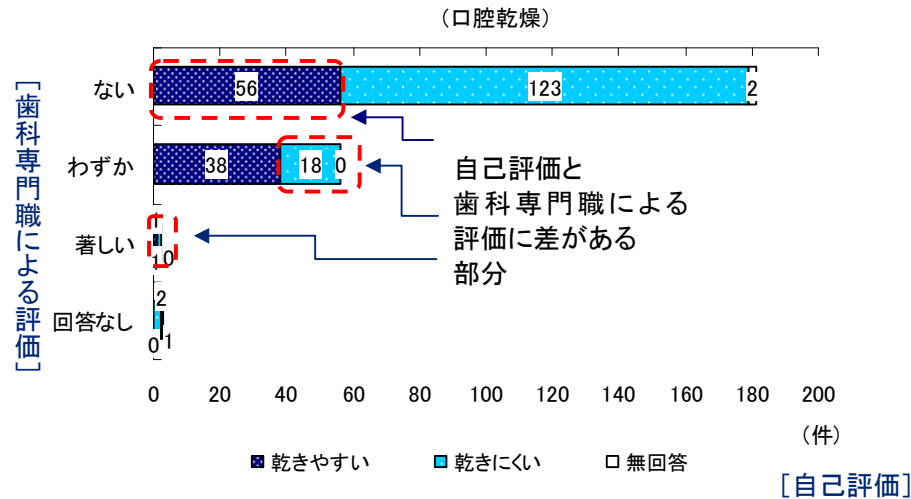 （口腔乾燥）
［歯科専門職による評価］
ない
56
123
2
わずか
38
18
0
自己評価と
歯科専門職による
評価に差がある
部分
著しい
1
1
0
回答なし
2
0
1
0 20 40 60 80 100 120 140 160 180 200
（件）
乾きやすい 乾きにくい 無回答
［自己評価］